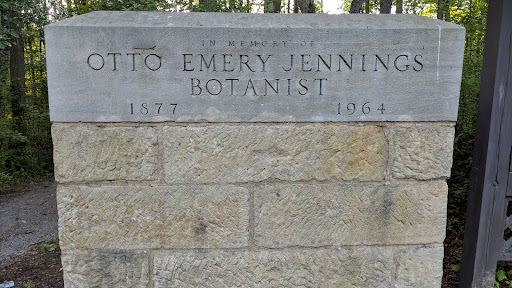 IN MEMORY OF
OTTO EMERY JENNINGS
BOTANIST
1877 1964